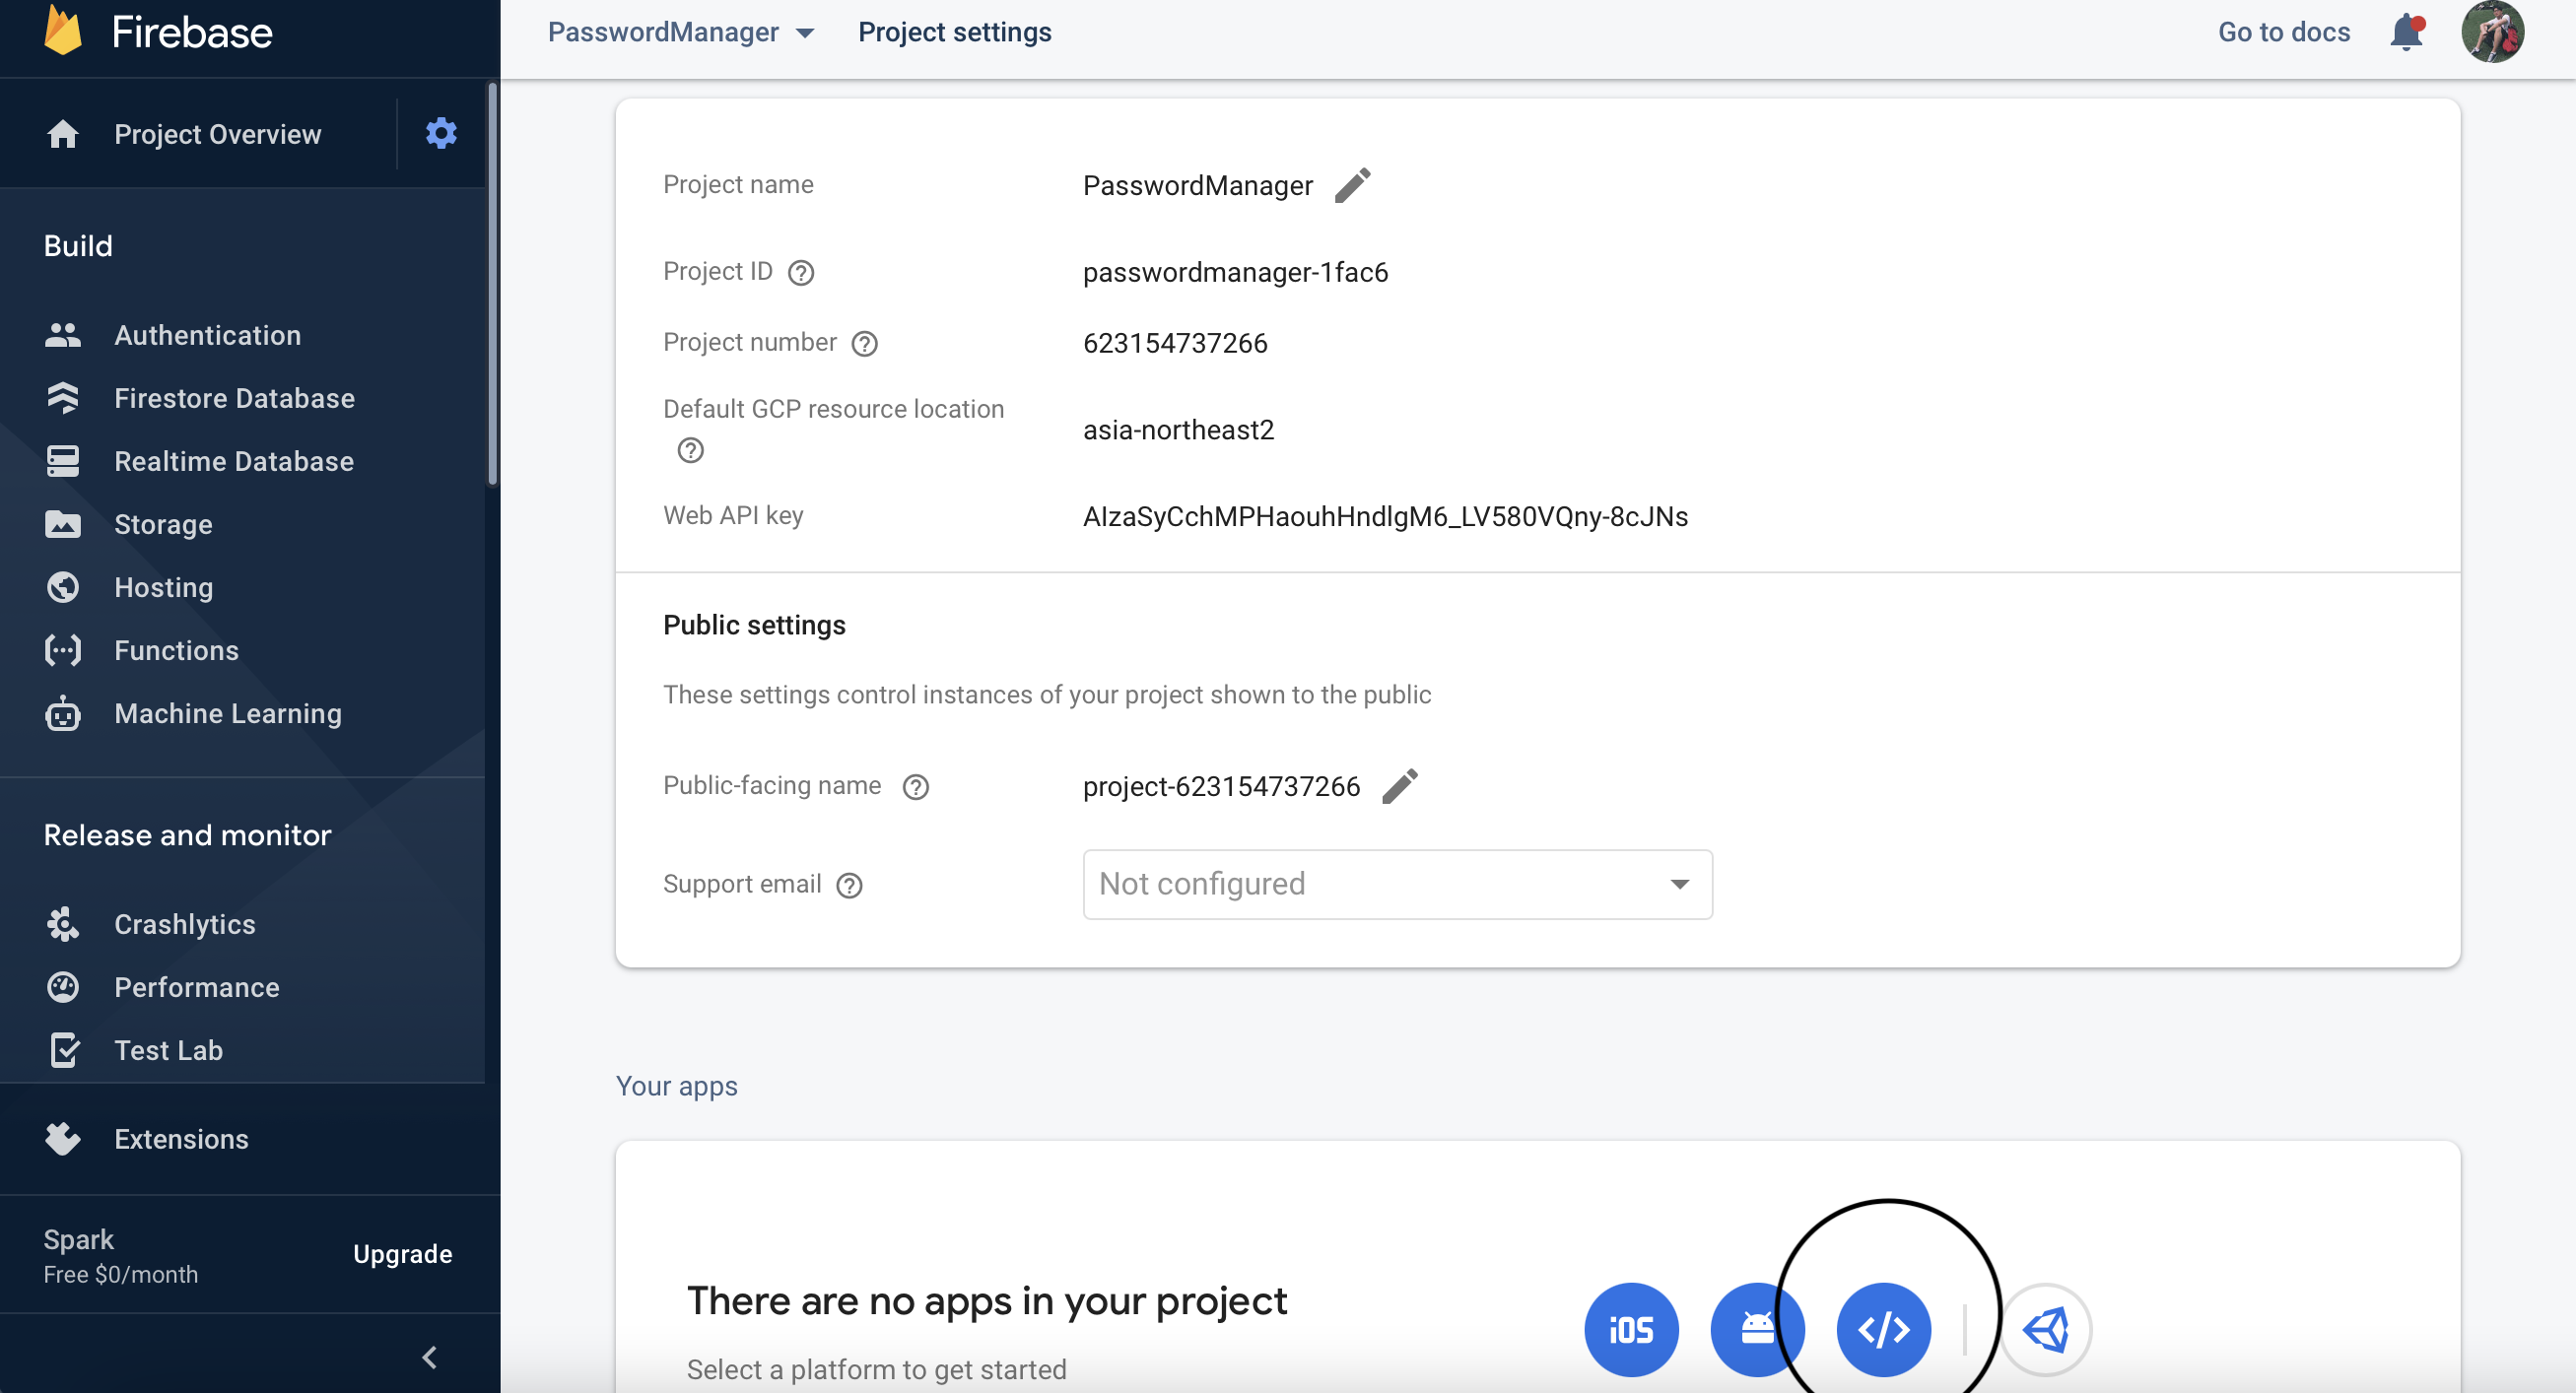 Firebase
Project Overview
Build
Authentication
Firestore Database
Realtime Database
Storage
Hosting
Functions
Machine Learning
Release and monitor
Crashlytics
Performance
Test Lab
Extensions
Spark
Free $0/month
Upgrade
PasswordManager
Project settings
Go to docs
Project name
PasswordManager
Project ID
passwordmanager-1fac6
Project number
623154737266
Default GCP resource location
asia-northeast2
Web API key
AIzaSyCchMPHaouhHndlgM6_LV580VQny-8cJNs
Public settings
These settings control instances of your project shown to the public
Public-facing name
project-623154737266
Support email
Not configured
Your apps
There are no apps in your project
Select a platform to get started
iOS